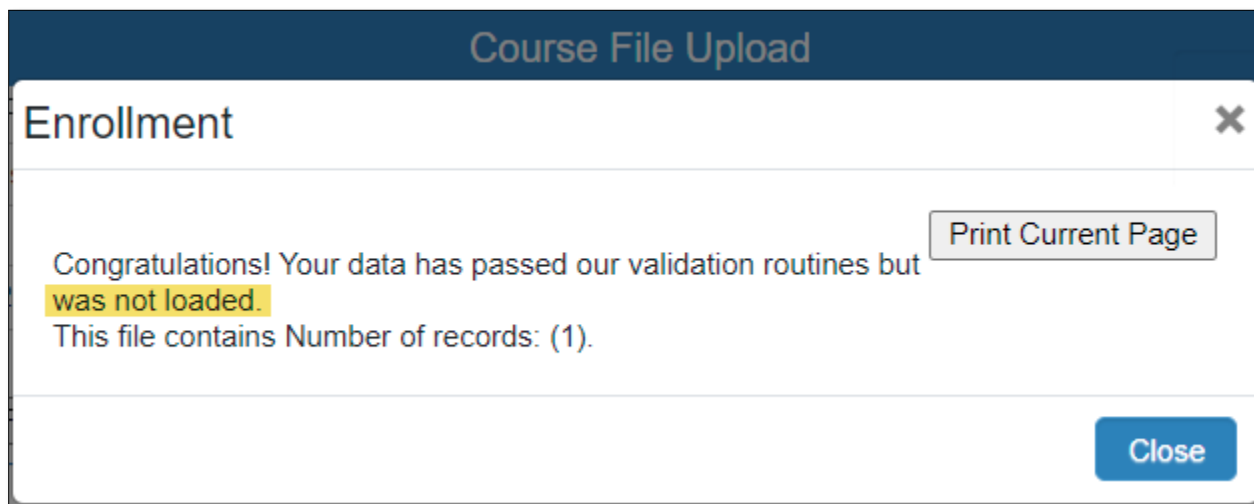 Course File Upload
Enrollment
Print Current Page
Congratulations! Your data has passed our validation routines but
was not loaded.
This file contains Number of records: (1).
Close